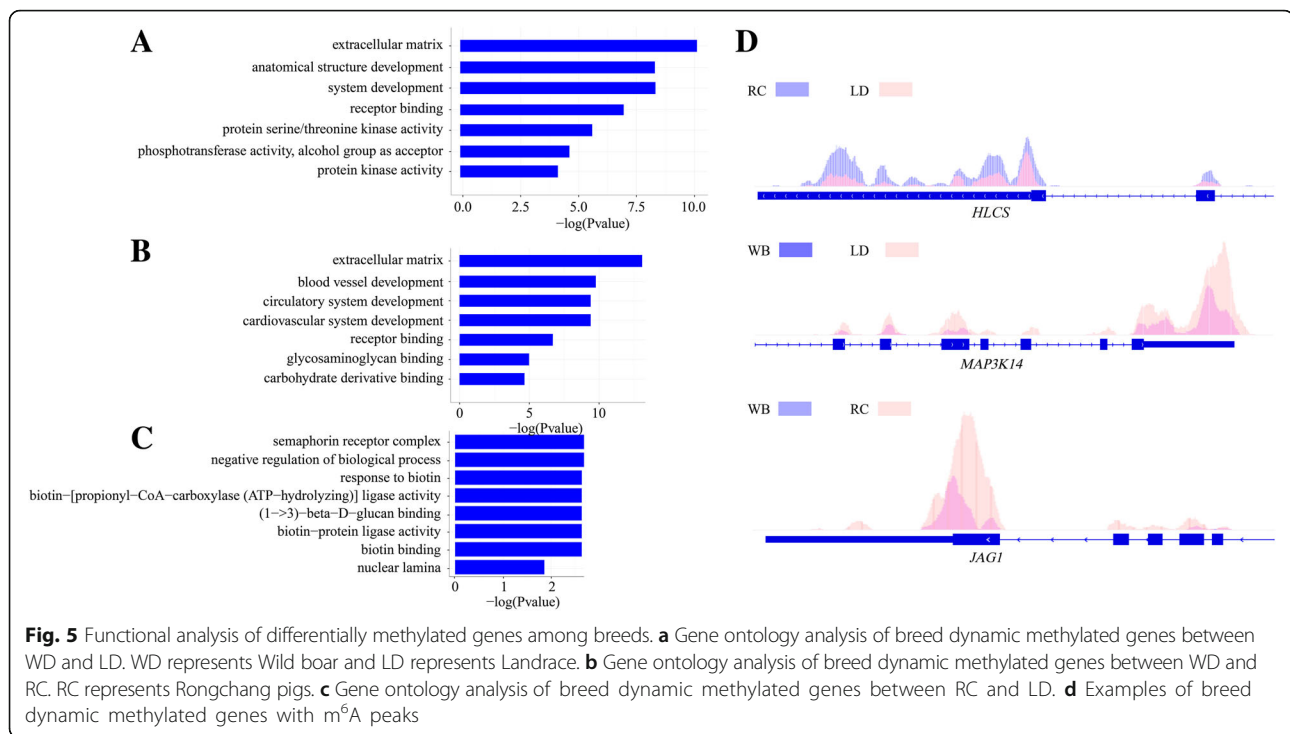 A
extracellular matrix
anatomical structure development
system development
receptor binding
protein serine/threonine kinase activity
phosphotransferase activity, alcohol group as acceptor
protein kinase activity
0.0 2.5 5.0 7.5 10.0
−log(Pvalue)
B
extracellular matrix
blood vessel development
circulatory system development
cardiovascular system development
receptor binding
glycosaminoglycan binding
carbohydrate derivative binding
0 5 10
−log(Pvalue)
C
semaphorin receptor complex
negative regulation of biological process
response to biotin
biotin−[propionyl−CoA−carboxylase (ATP−hydrolyzing)] ligase activity
(1−>3)−beta−D−glucan binding
biotin−protein ligase activity
biotin binding
nuclear lamina
0 1 2
−log(Pvalue)
D
RC LD
HLCS
WB LD
MAP3K14
WB RC
JAG1
Fig. 5 Functional analysis of differentially methylated genes among breeds. a Gene ontology analysis of breed dynamic methylated genes between
WD and LD. WD represents Wild boar and LD represents Landrace. b Gene ontology analysis of breed dynamic methylated genes between WD and
RC. RC represents Rongchang pigs. c Gene ontology analysis of breed dynamic methylated genes between RC and LD. d Examples of breed
dynamic methylated genes with m⁶A peaks